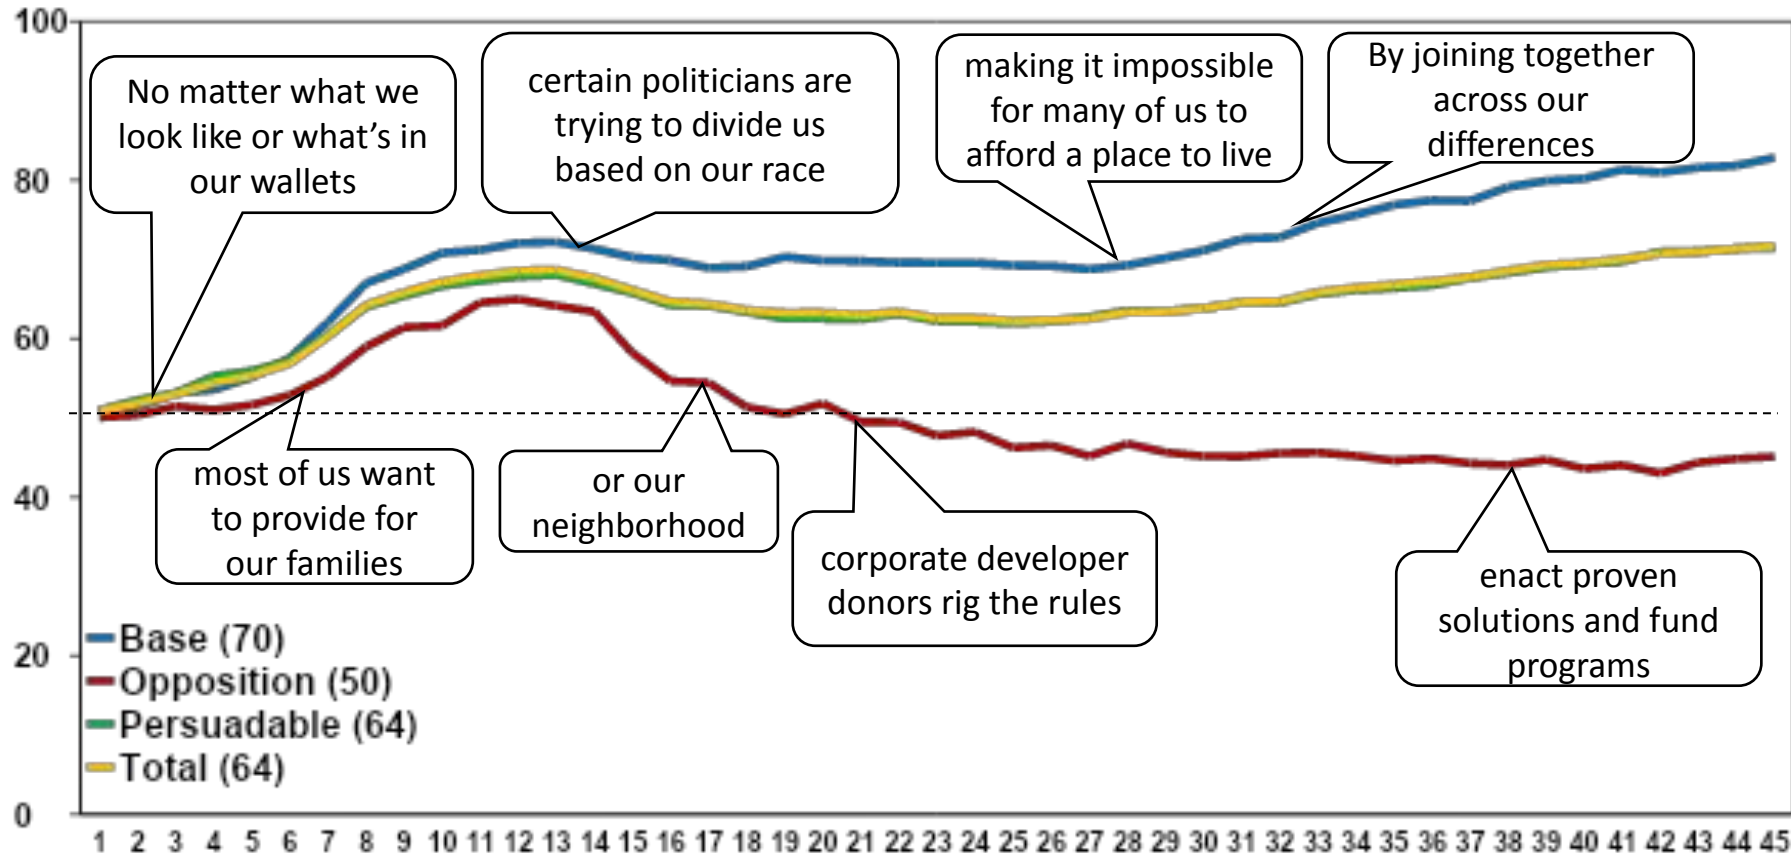 100
80
60
40
20
0
No matter what we
look like or what’s in
our wallets
certain politicians are
trying to divide us
based on our race
making it impossible
for many of us to
afford a place to live
By joining together
across our
differences
most of us want
to provide for
our families
or our
neighborhood
corporate developer
donors rig the rules
enact proven
solutions and fund
programs
Base (70)
Opposition (50)
Persuadable (64)
Total (64)
1 2 3 4 5 6 7 8 9 10 11 12 13 14 15 16 17 18 19 20 21 22 23 24 25 26 27 28 29 30 31 32 33 34 35 36 37 38 39 40 41 42 43 44 45